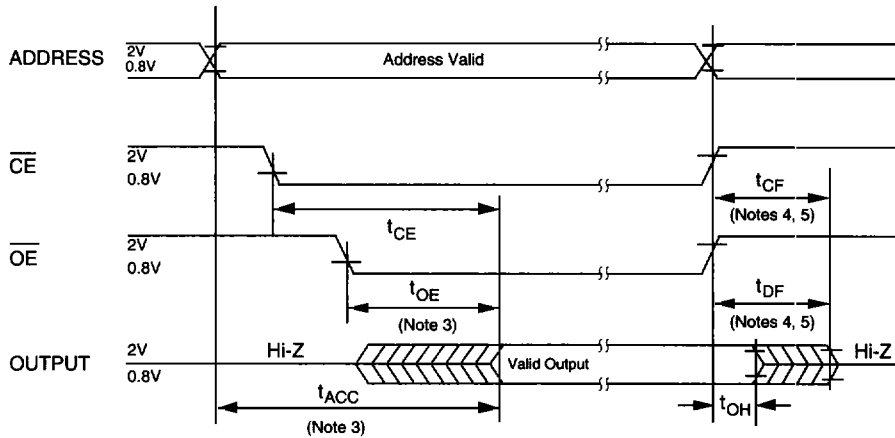 ADDRESS 2V 0.8V Address Valid
CE 2V 0.8V
tCF
(Notes 4, 5)
tCE
OE 2V 0.8V
tOE
(Note 3)
tDF
(Notes 4, 5)
OUTPUT 2V 0.8V Hi-Z Valid Output Hi-Z
tACC
(Note 3)
tOH